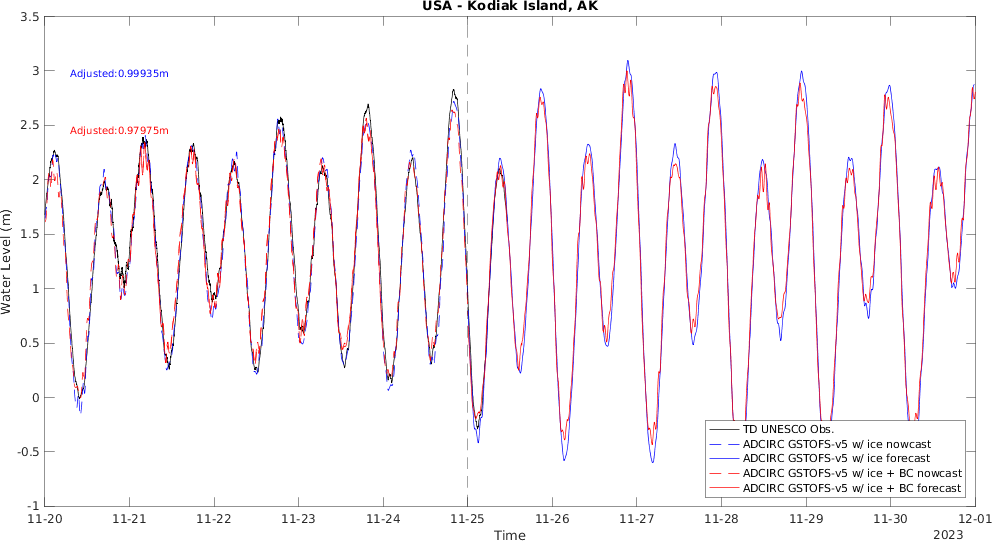 USA - Kodiak Island, AK
3.5
3
2.5
2
1.5
1
0.5
0
-0.5
-1
Water Level (m)
Adjusted:0.99935m
Adjusted:0.97975m
TD UNESCO Obs.
ADCIRC GSTOFS-v5 w/ ice nowcast
ADCIRC GSTOFS-v5 w/ ice forecast
ADCIRC GSTOFS-v5 w/ ice + BC nowcast
ADCIRC GSTOFS-v5 w/ ice + BC forecast
11-20 11-21 11-22 11-23 11-24 11-25 11-26 11-27 11-28 11-29 11-30 12-01
Time
2023